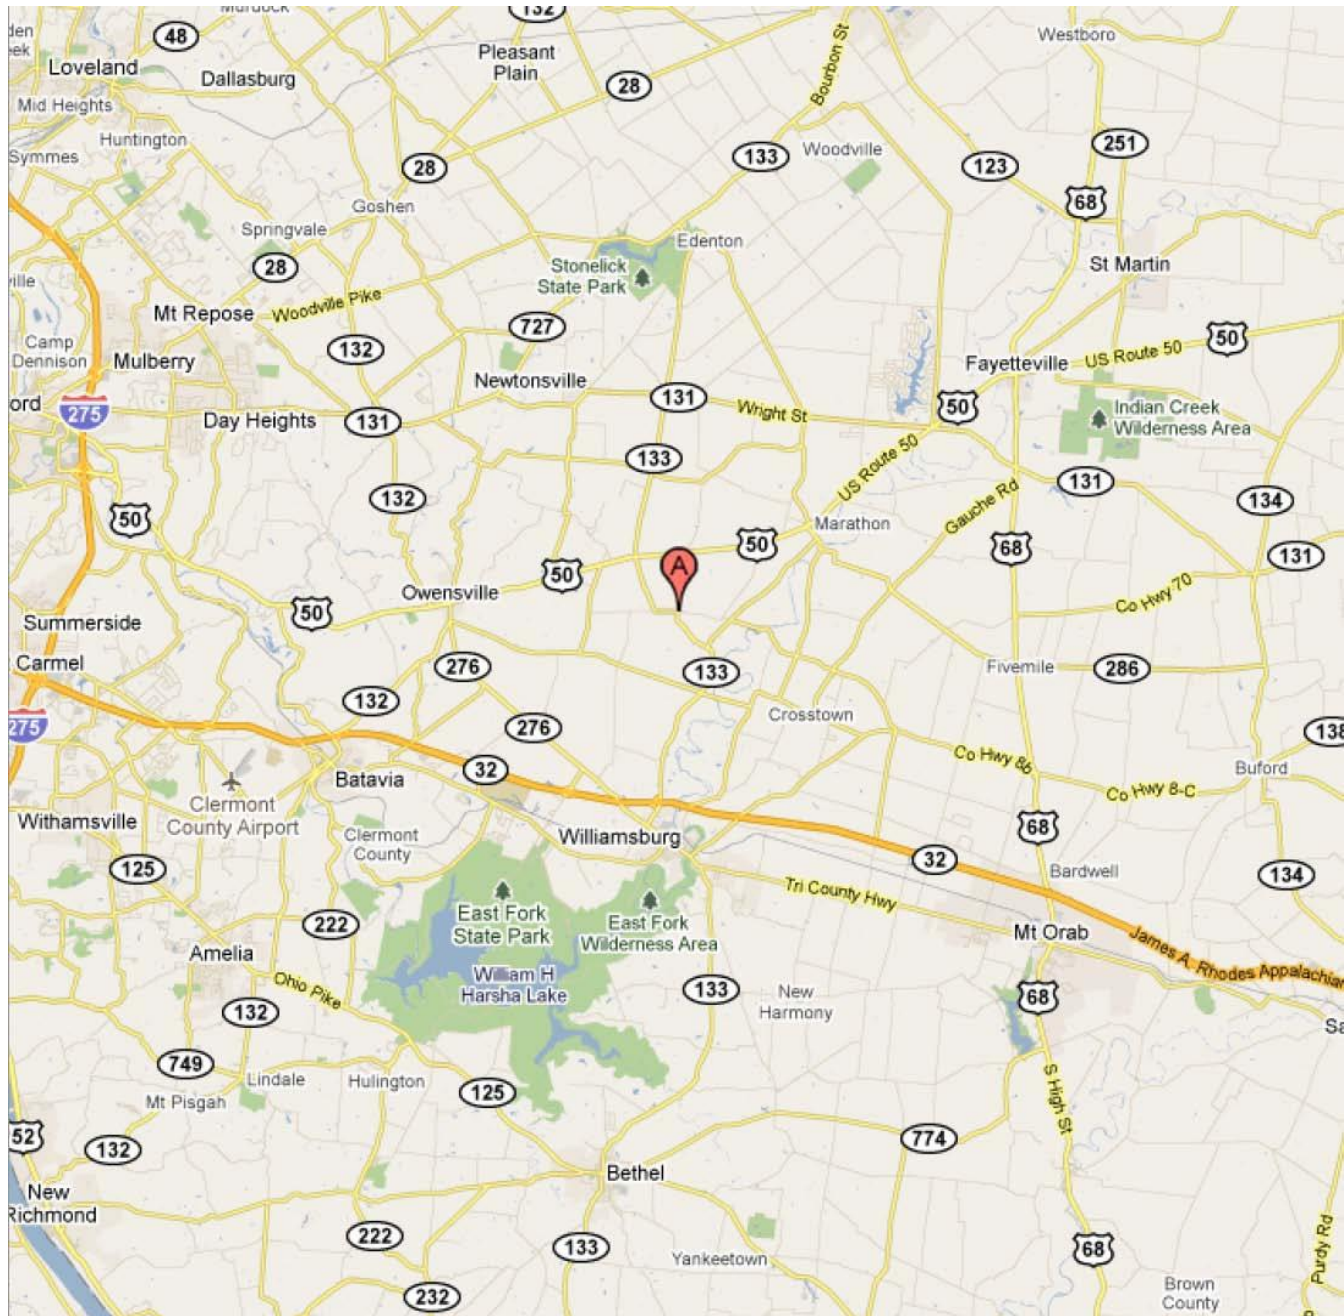 Murdock
132
den
eek
48
Westboro
Loveland
Dallasburg
Pleasant
Plain
28
Bourbon St
Mid Heights
Huntington
Symmes
28
133
Woodville
123
251
68
Goshen
Springvale
28
Edenton
Stonelick
State Park
St Martin
ville
Mt Repose
Woodville Pike
727
132
Camp
Dennison
Mulberry
Newtonsville
Fayetteville
US Route 50
50
ord
275
Day Heights
131
131
Wright St
50
Indian Creek
Wilderness Area
133
US Route 50
132
Gauche Rd
131
134
50
Marathon
50
68
131
A
50
Owensville
50
Co Hwy 70
Summerside
Carmel
276
133
Fivemile
286
132
276
Crosstown
275
138
Batavia
32
Co Hwy 86
Buford
Co Hwy 8-C
Clermont
County Airport
Withamsville
Clermont
County
Williamsburg
68
125
32
Bardwell
134
Tri County Hwy
East Fork
State Park
East Fork
Wilderness Area
222
Amelia
Mt Orab
James A. Rhodes Appalachian
William H
Harsha Lake
Ohio Pike
133
New
Harmony
68
132
Sa
749
Lindale
Hulington
Mt Pisgah
125
S High St
52
132
774
Bethel
New
Richmond
222
133
Yankeetown
68
Purdy Rd
232
Brown
County